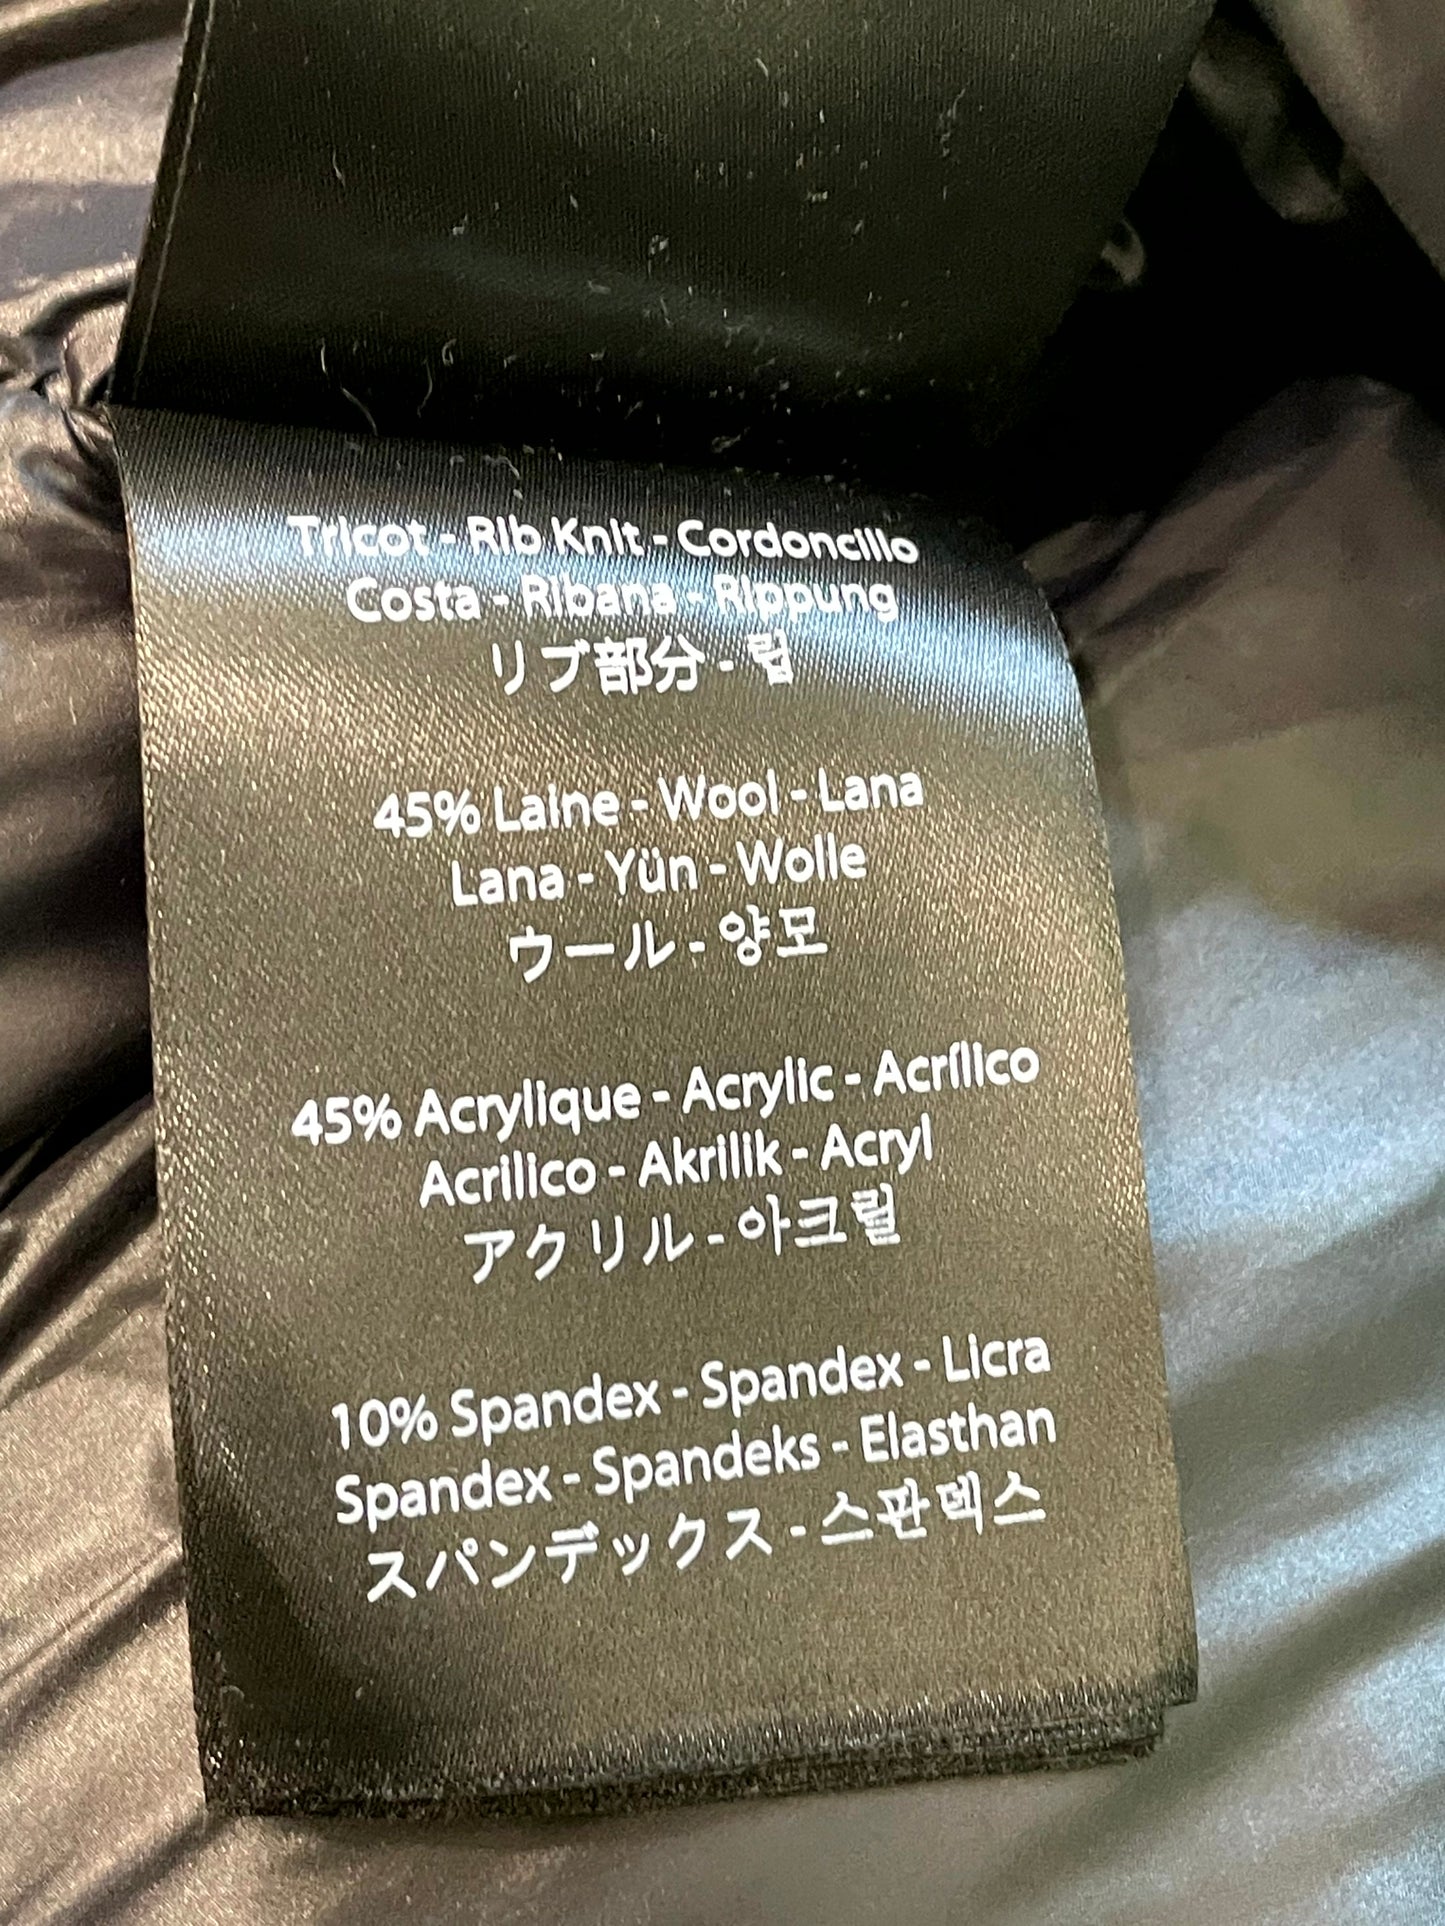 Tricot - Rib Knit - Cordoncillo
Costa - Ribana - Rippung
リブ部分 - 립
45% Laine - Wool - Lana
Lana - Yün - Wolle
ウール - 양모
45% Acrylique - Acrylic - Acrílico
Acrilico - Akrilik - Acryl
アクリル - 아크릴
10% Spandex - Spandex - Licra
Spandex - Spandeks - Elasthan
スパンデックス - 스판덱스